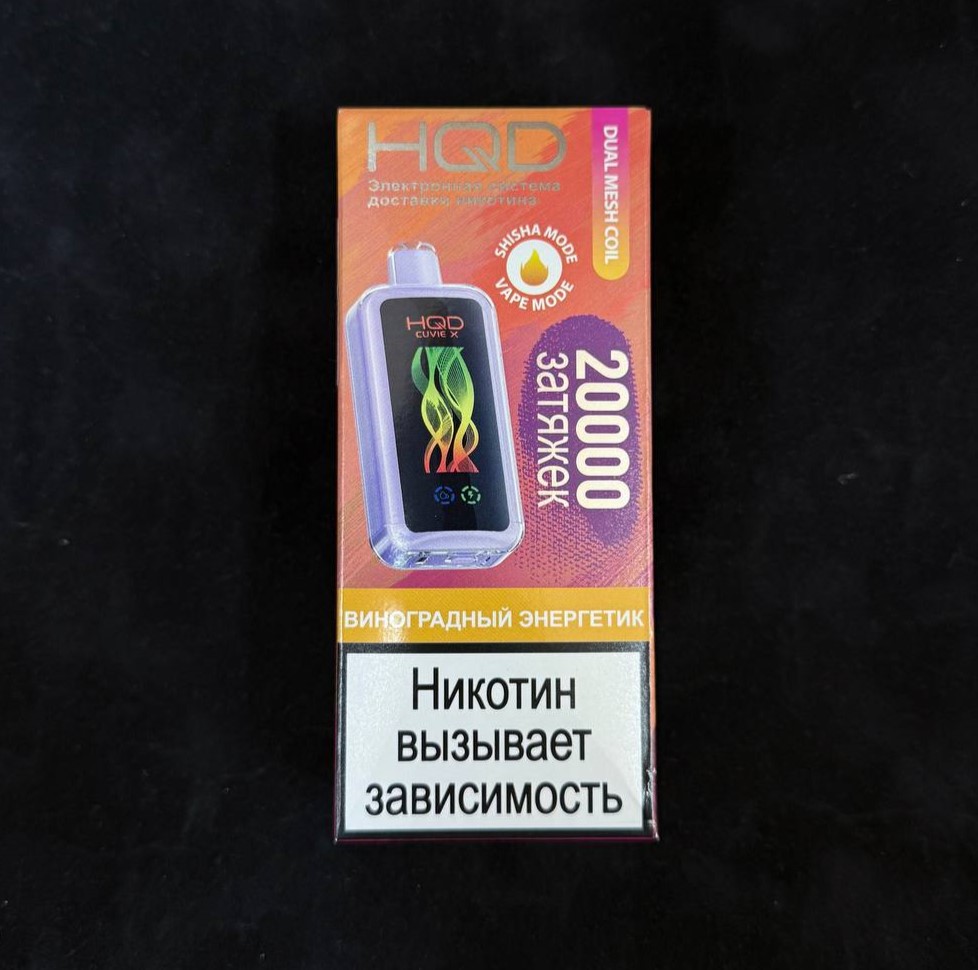 HQD
Электронная система
доставки никотина
DUAL MESH COIL
SHISHA MODE
VAPE MODE
HQD
CUVIE X
20000
затяжек
ВИНОГРАДНЫЙ ЭНЕРГЕТИК
Никотин
вызывает
зависимость